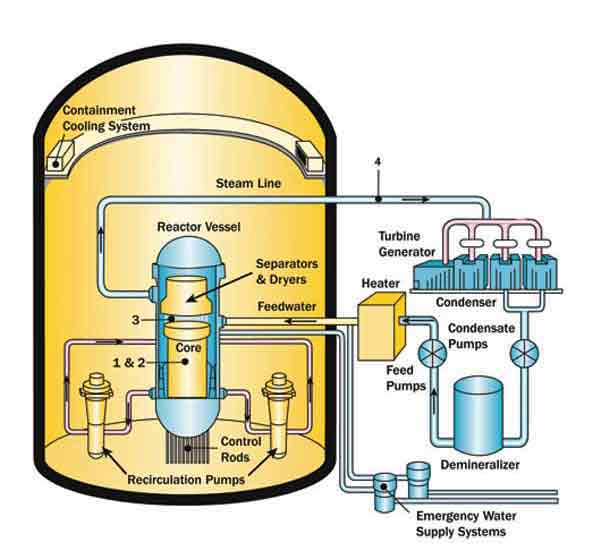 Containment
Cooling System
4
Steam Line
Reactor Vessel
Turbine
Generator
Separators
& Dryers
Heater
Condenser
Feedwater
3
Condensate
Pumps
Core
1 & 2
Feed
Pumps
Control
Rods
Recirculation Pumps
Demineralizer
Emergency Water
Supply Systems